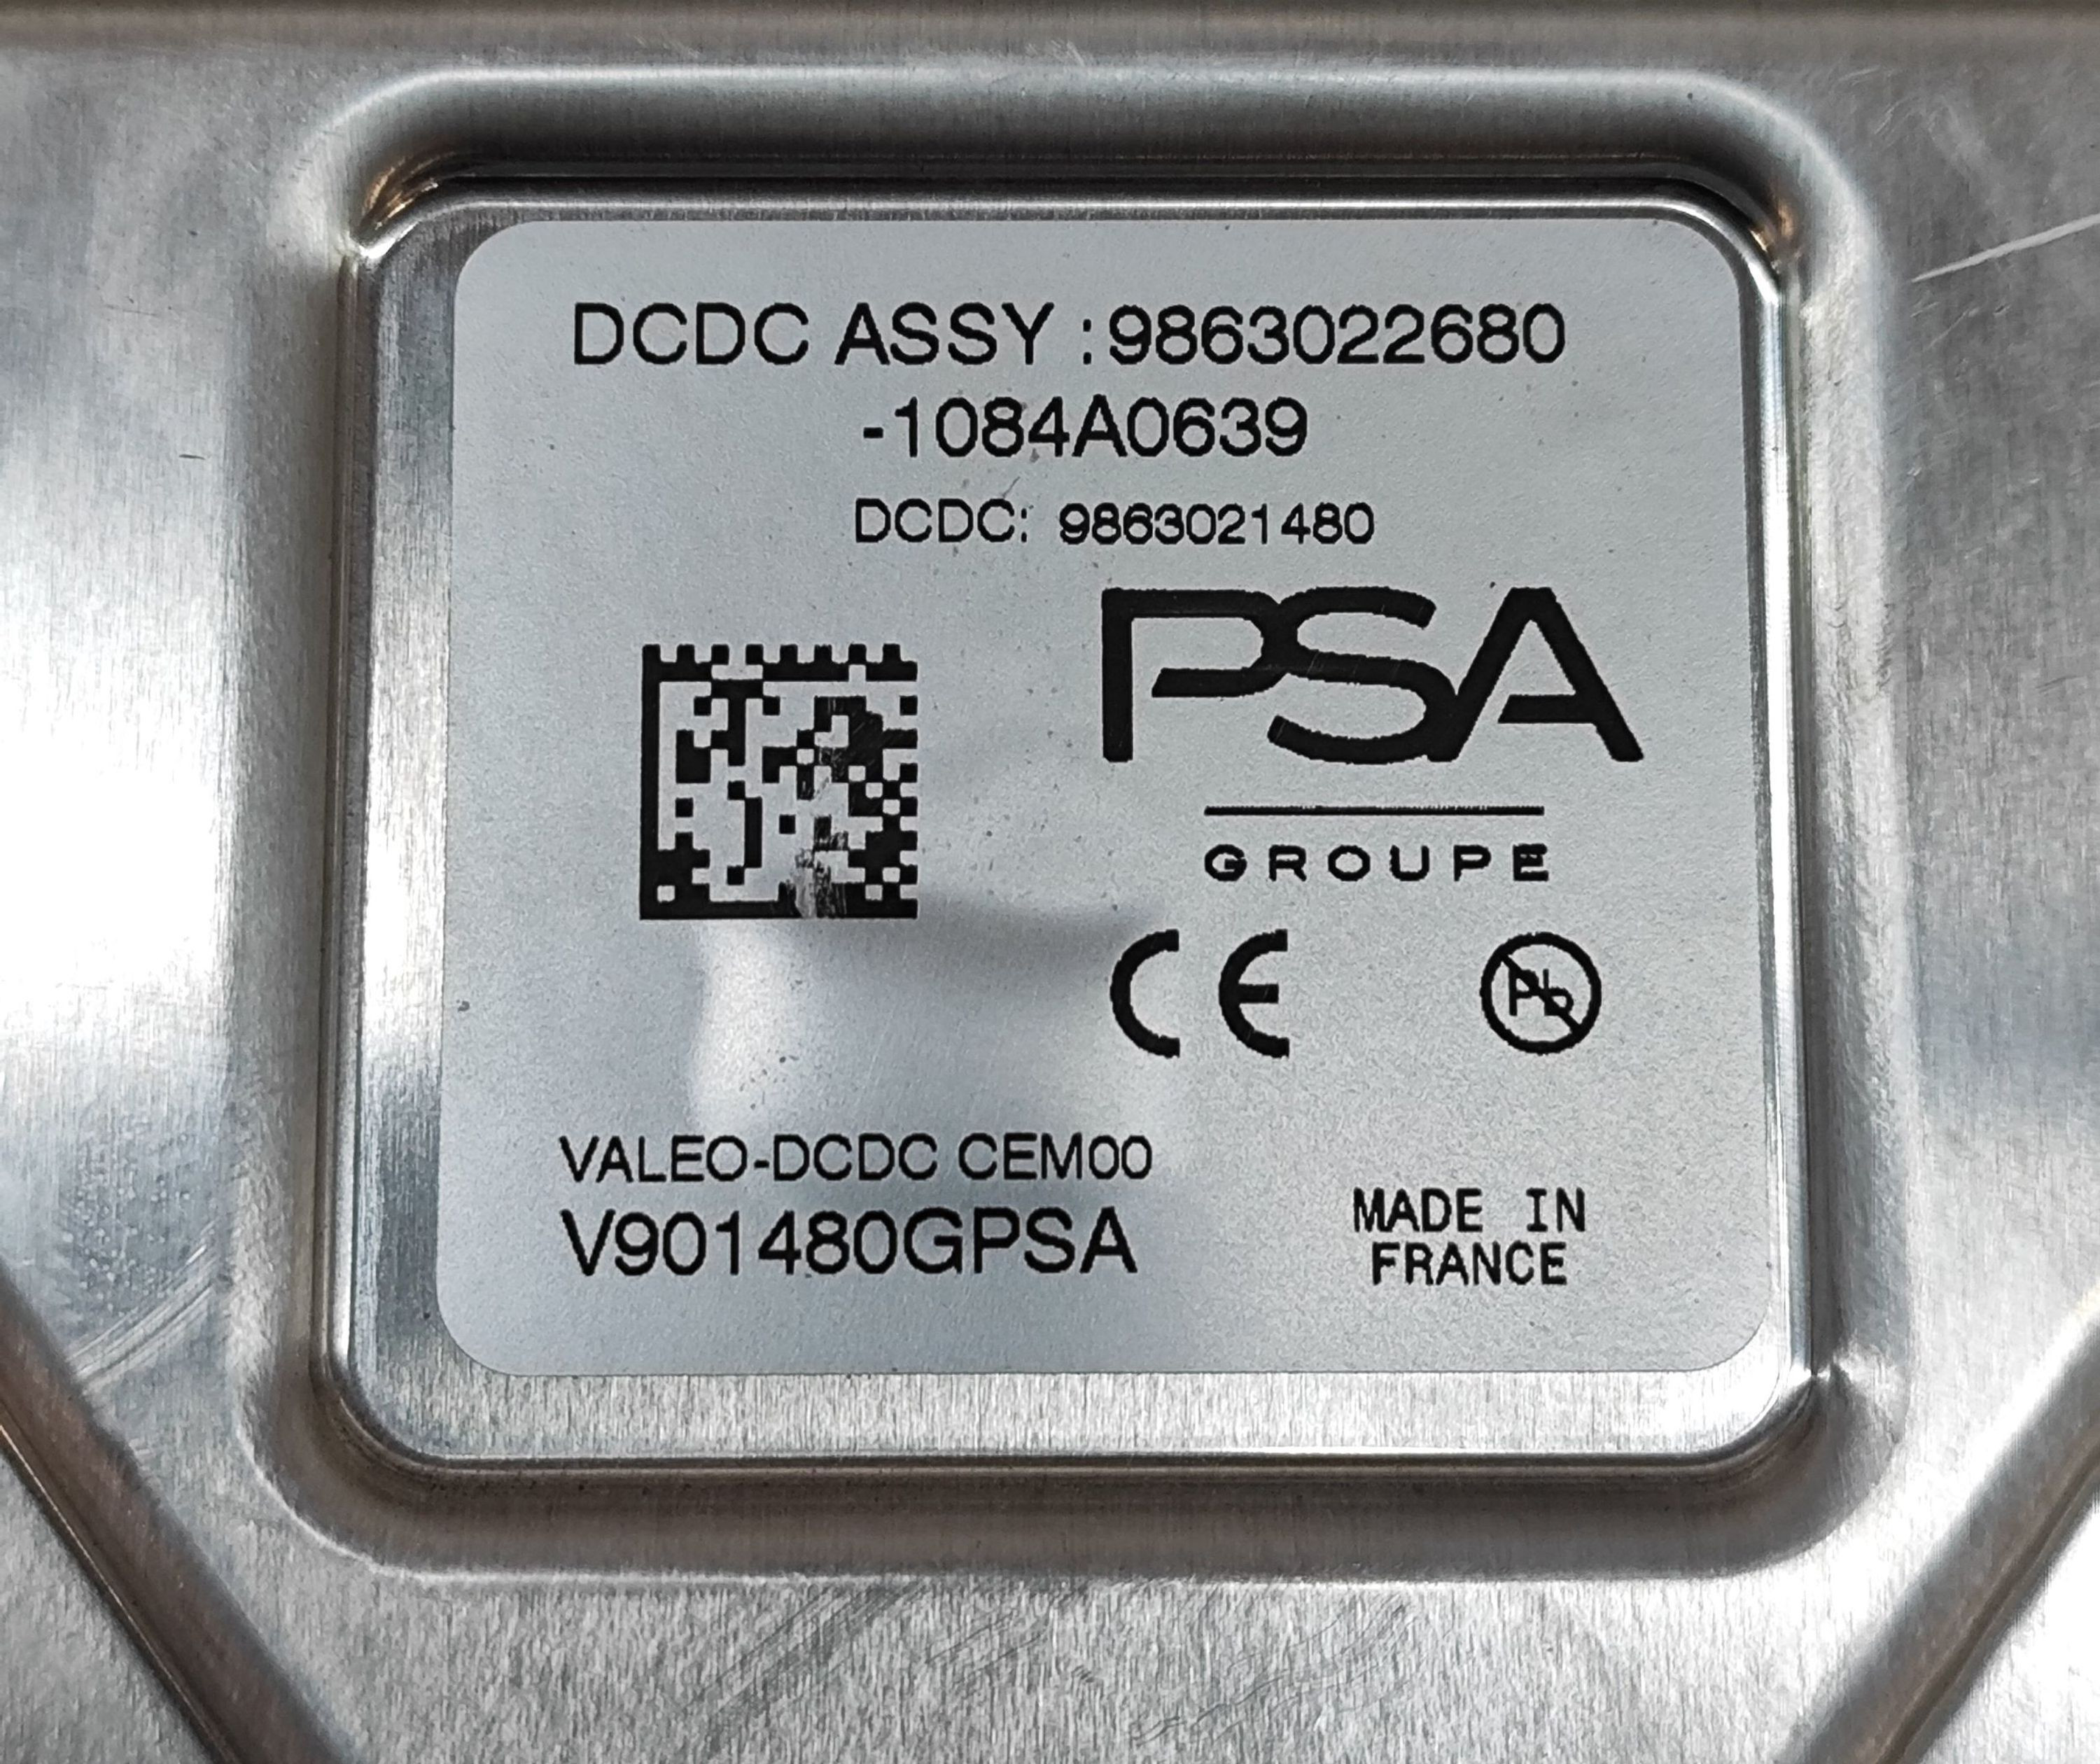 DCDC ASSY :9863022680
-1084A0639
DCDC: 9863021480
PSA
GROUPE
CE
Pb
VALEO-DCDC CEM00
V901480GPSA
MADE IN
FRANCE